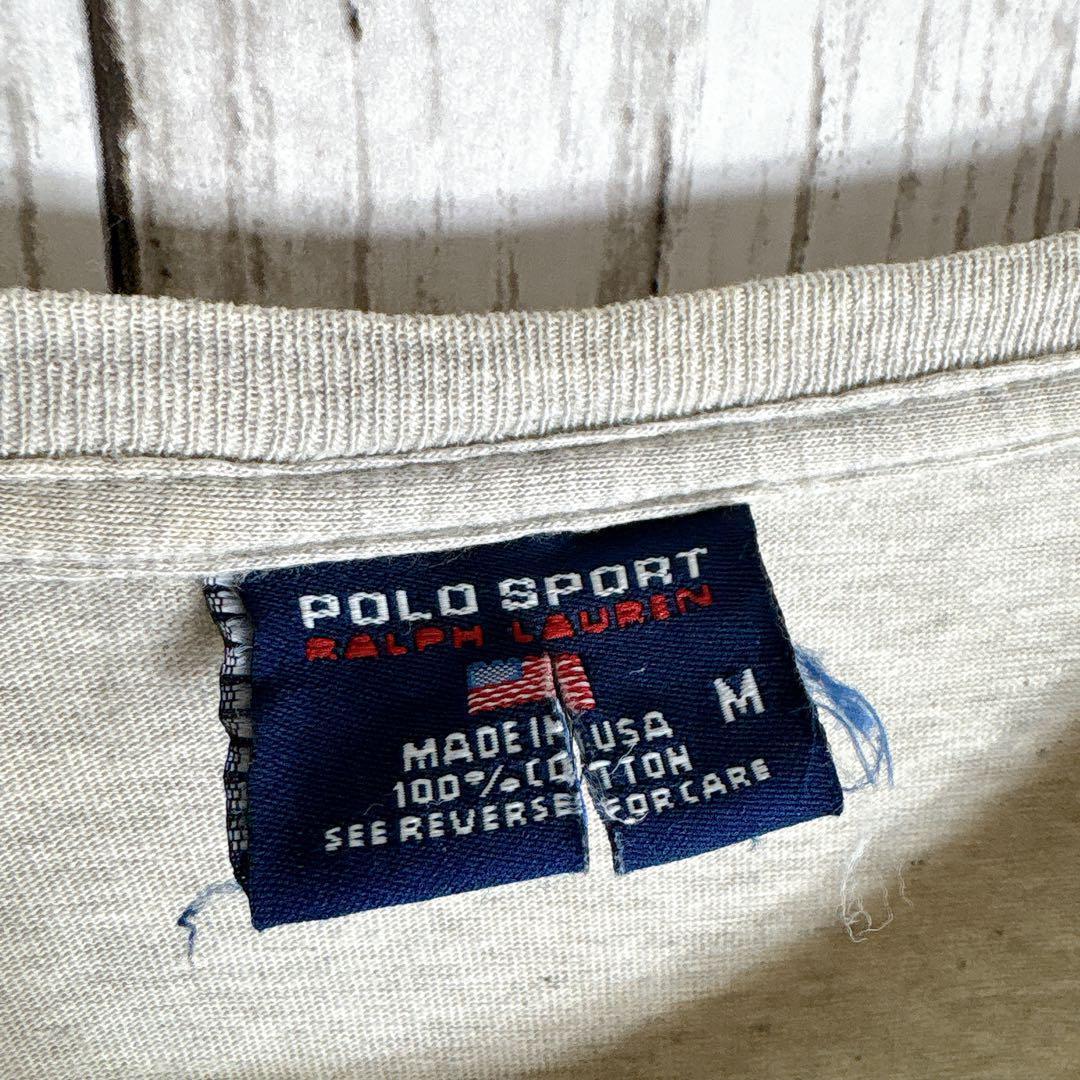 POLO SPORT
RALPH LAUREN
M
MADE IN USA
100% COTTON
SEE REVERSE FOR CARE